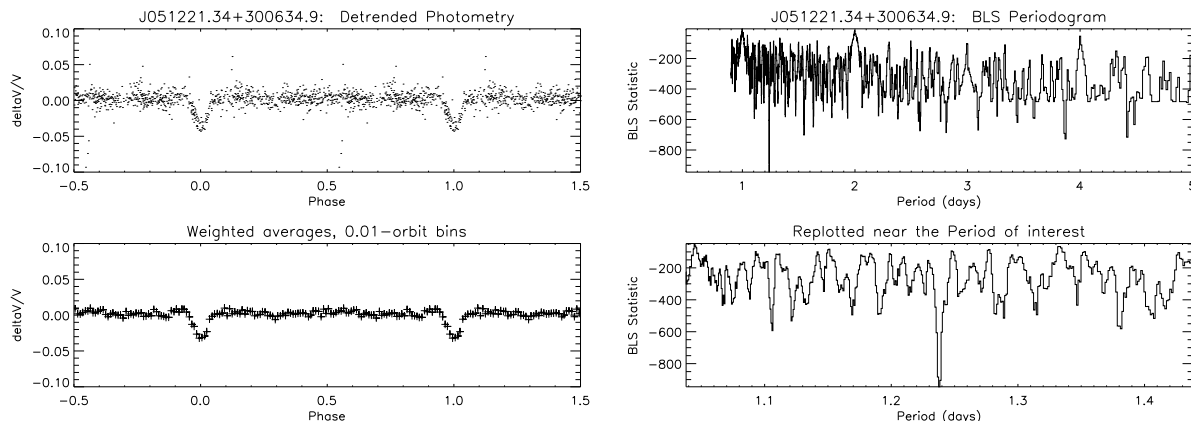 J051221.34+300634.9: Detrended Photometry
deltaV/V
0.10
0.05
0.00
−0.05
−0.10
−0.5 0.0 0.5 1.0 1.5
Phase
J051221.34+300634.9: BLS Periodogram
BLS Statistic
−200
−400
−600
−800
1 2 3 4 5
Period (days)
Weighted averages, 0.01−orbit bins
deltaV/V
0.10
0.05
0.00
−0.05
−0.10
−0.5 0.0 0.5 1.0 1.5
Phase
Replotted near the Period of interest
BLS Statistic
−200
−400
−600
−800
1.1 1.2 1.3 1.4
Period (days)